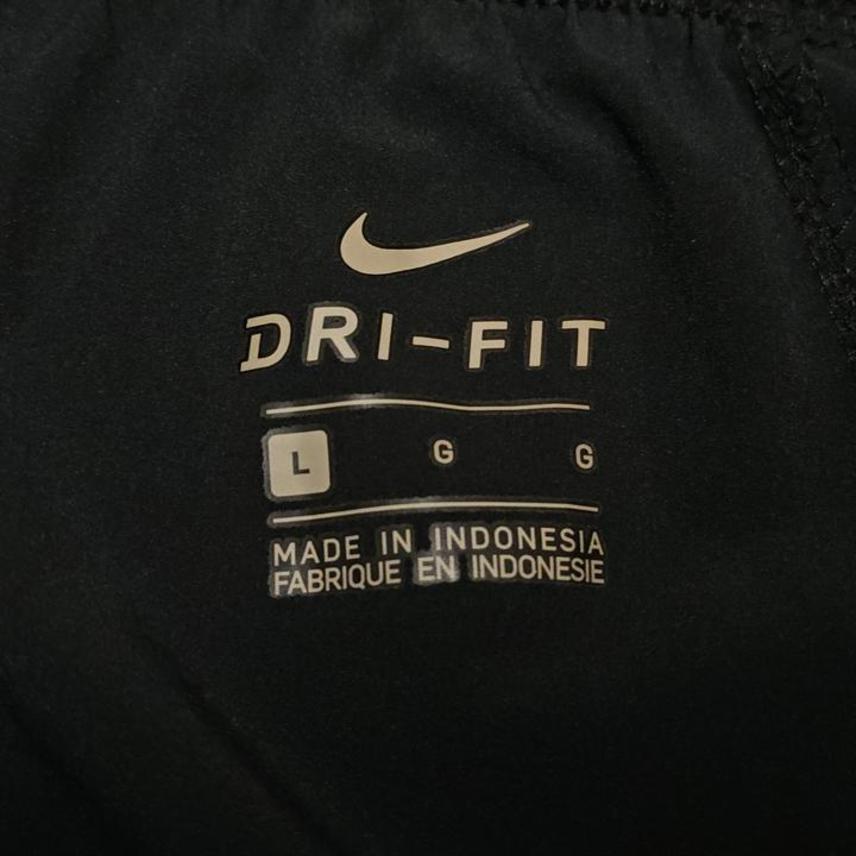 DRI-FIT
L G G
MADE IN INDONESIA
FABRIQUE EN INDONESIE